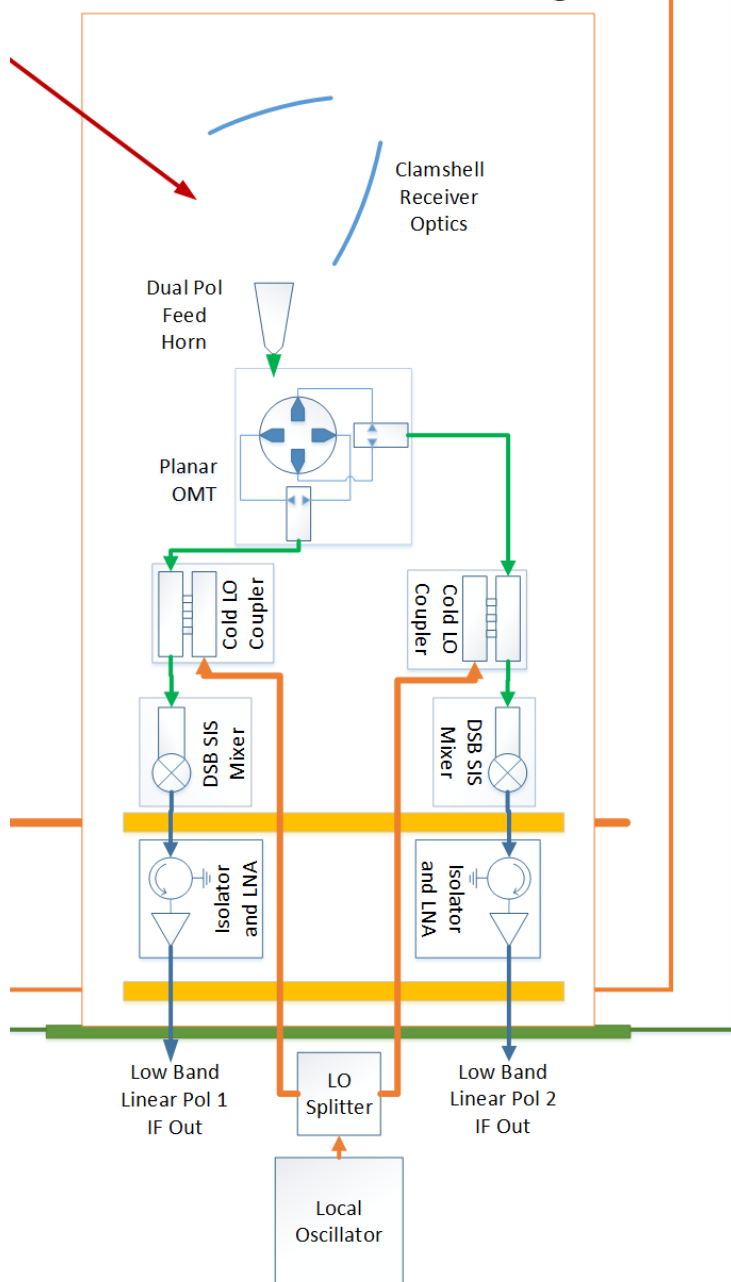 Clamshell
Receiver
Optics
Dual Pol
Feed
Horn
Planar
OMT
Cold LO
Coupler
Cold LO
Coupler
DSB SIS
Mixer
DSB SIS
Mixer
Isolator
and LNA
Isolator
and LNA
Low Band
Linear Pol 1
IF Out
LO
Splitter
Low Band
Linear Pol 2
IF Out
Local
Oscillator